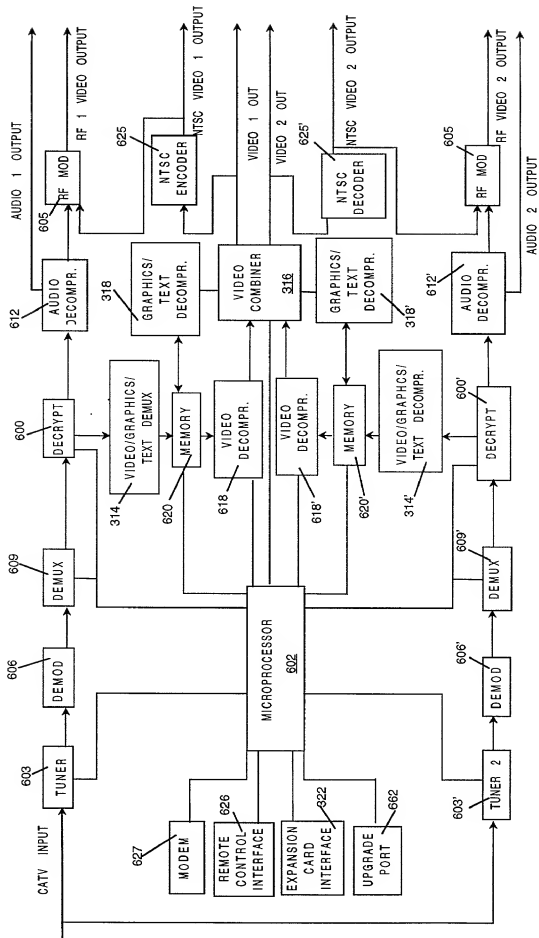 CATV INPUT
603
TUNER
606
DEMOD
609
DEMUX
600
DECRYPT
612
AUDIO
DECOMPR.
605
RF MOD
AUDIO 1 OUTPUT
RF 1 VIDEO OUTPUT
314
VIDEO/GRAPHICS/
TEXT DEMUX
620
MEMORY
618
VIDEO
DECOMPR.
318
GRAPHICS/
TEXT DECOMPR.
625
NTSC
ENCODER
NTSC VIDEO 1 OUTPUT
VIDEO
COMBINER
316
VIDEO 1 OUT
VIDEO 2 OUT
MICROPROCESSOR
602
627
MODEM
626
REMOTE
CONTROL
INTERFACE
322
EXPANSION
CARD
INTERFACE
662
UPGRADE
PORT
618'
VIDEO
DECOMPR.
620'
MEMORY
314'
VIDEO/GRAPHICS/
TEXT DECOMPR.
GRAPHICS/
TEXT DECOMPR.
318'
625'
NTSC
DECODER
NTSC VIDEO 2 OUTPUT
603'
TUNER 2
606'
DEMOD
609'
DEMUX
600'
DECRYPT
612'
AUDIO
DECOMPR.
605
RF MOD
RF VIDEO 2 OUTPUT
AUDIO 2 OUTPUT